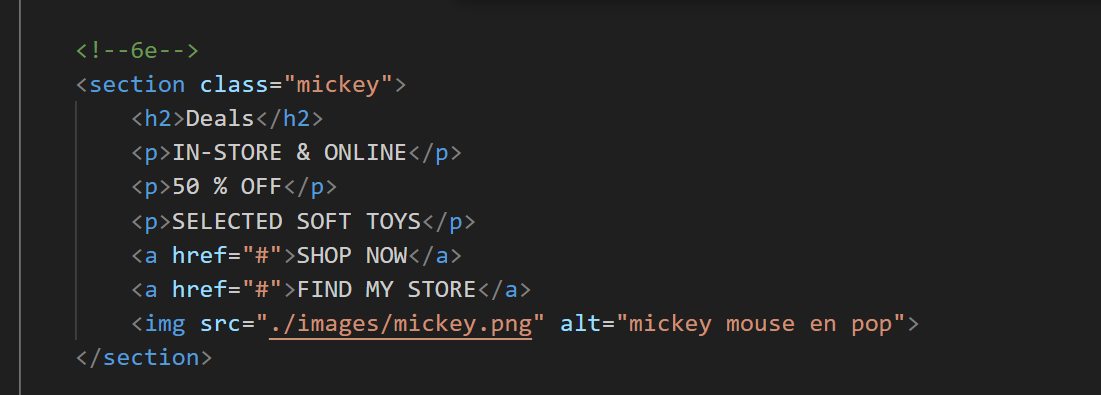 <!--6e-->
<section class="mickey">
<h2>Deals</h2>
<p>IN-STORE & ONLINE</p>
<p>50 % OFF</p>
<p>SELECTED SOFT TOYS</p>
<a href="#">SHOP NOW</a>
<a href="#">FIND MY STORE</a>
<img src="./images/mickey.png" alt="mickey mouse en pop">
</section>